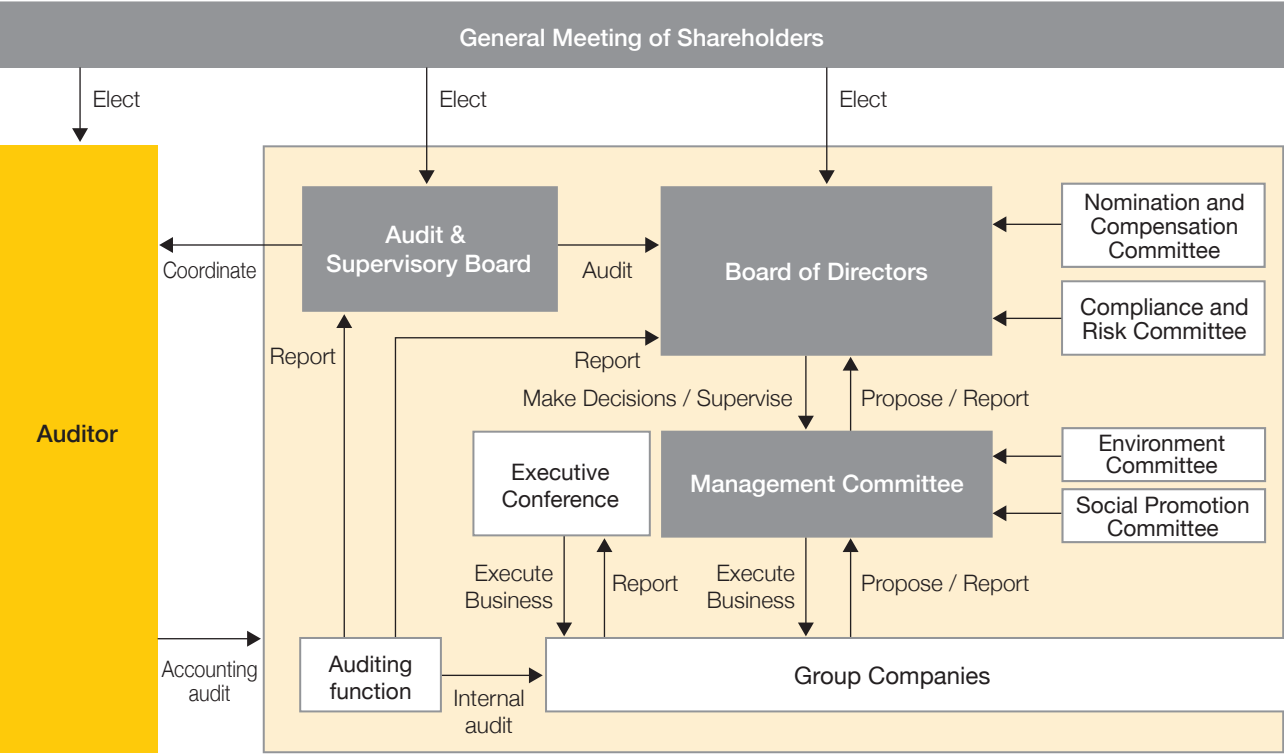 General Meeting of Shareholders
Elect
Elect
Elect
Audit &
Supervisory Board
Board of Directors
Nomination and
Compensation
Committee
Coordinate
Audit
Compliance and
Risk Committee
Report
Report
Make Decisions / Supervise
Propose / Report
Auditor
Executive
Conference
Management Committee
Environment
Committee
Social Promotion
Committee
Execute
Business
Report
Execute
Business
Propose / Report
Accounting
audit
Auditing
function
Internal
audit
Group Companies